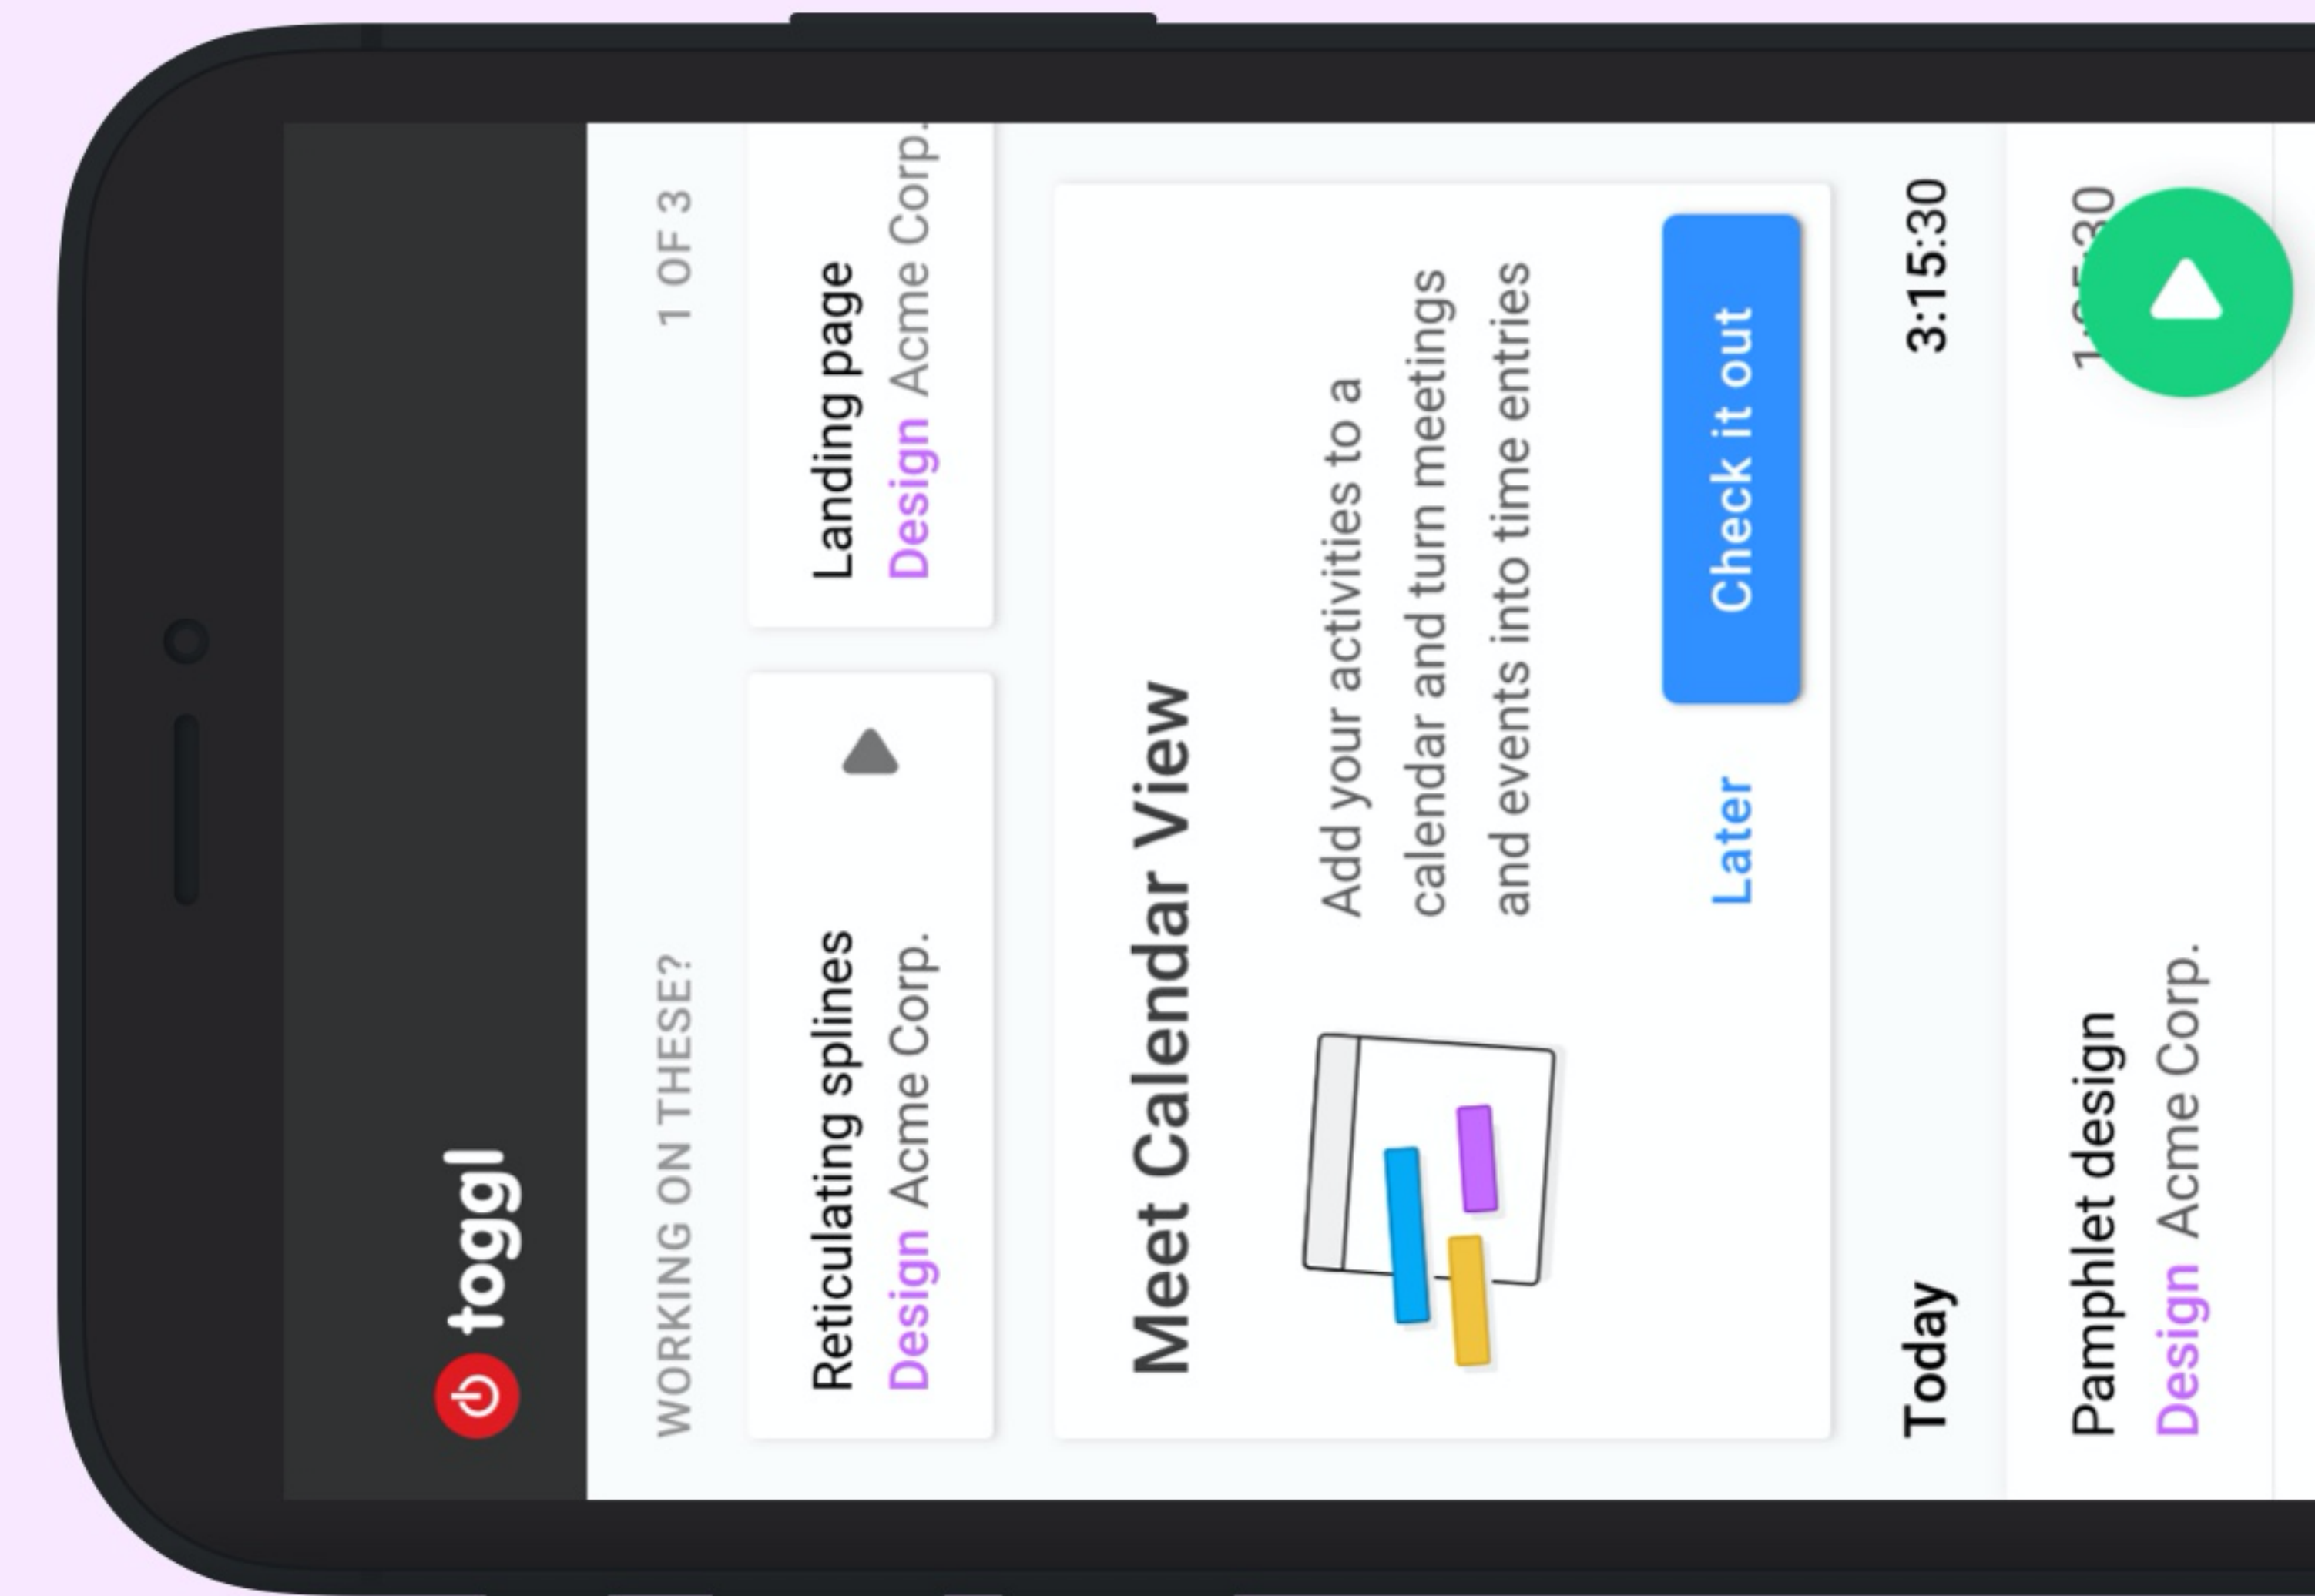 toggl
WORKING ON THESE?
1 OF 3
Reticulating splines
Design Acme Corp.
Landing page
Design Acme Corp.
Meet Calendar View
Add your activities to a
calendar and turn meetings
and events into time entries
Later
Check it out
Today
3:15:30
Pamphlet design
Design Acme Corp.